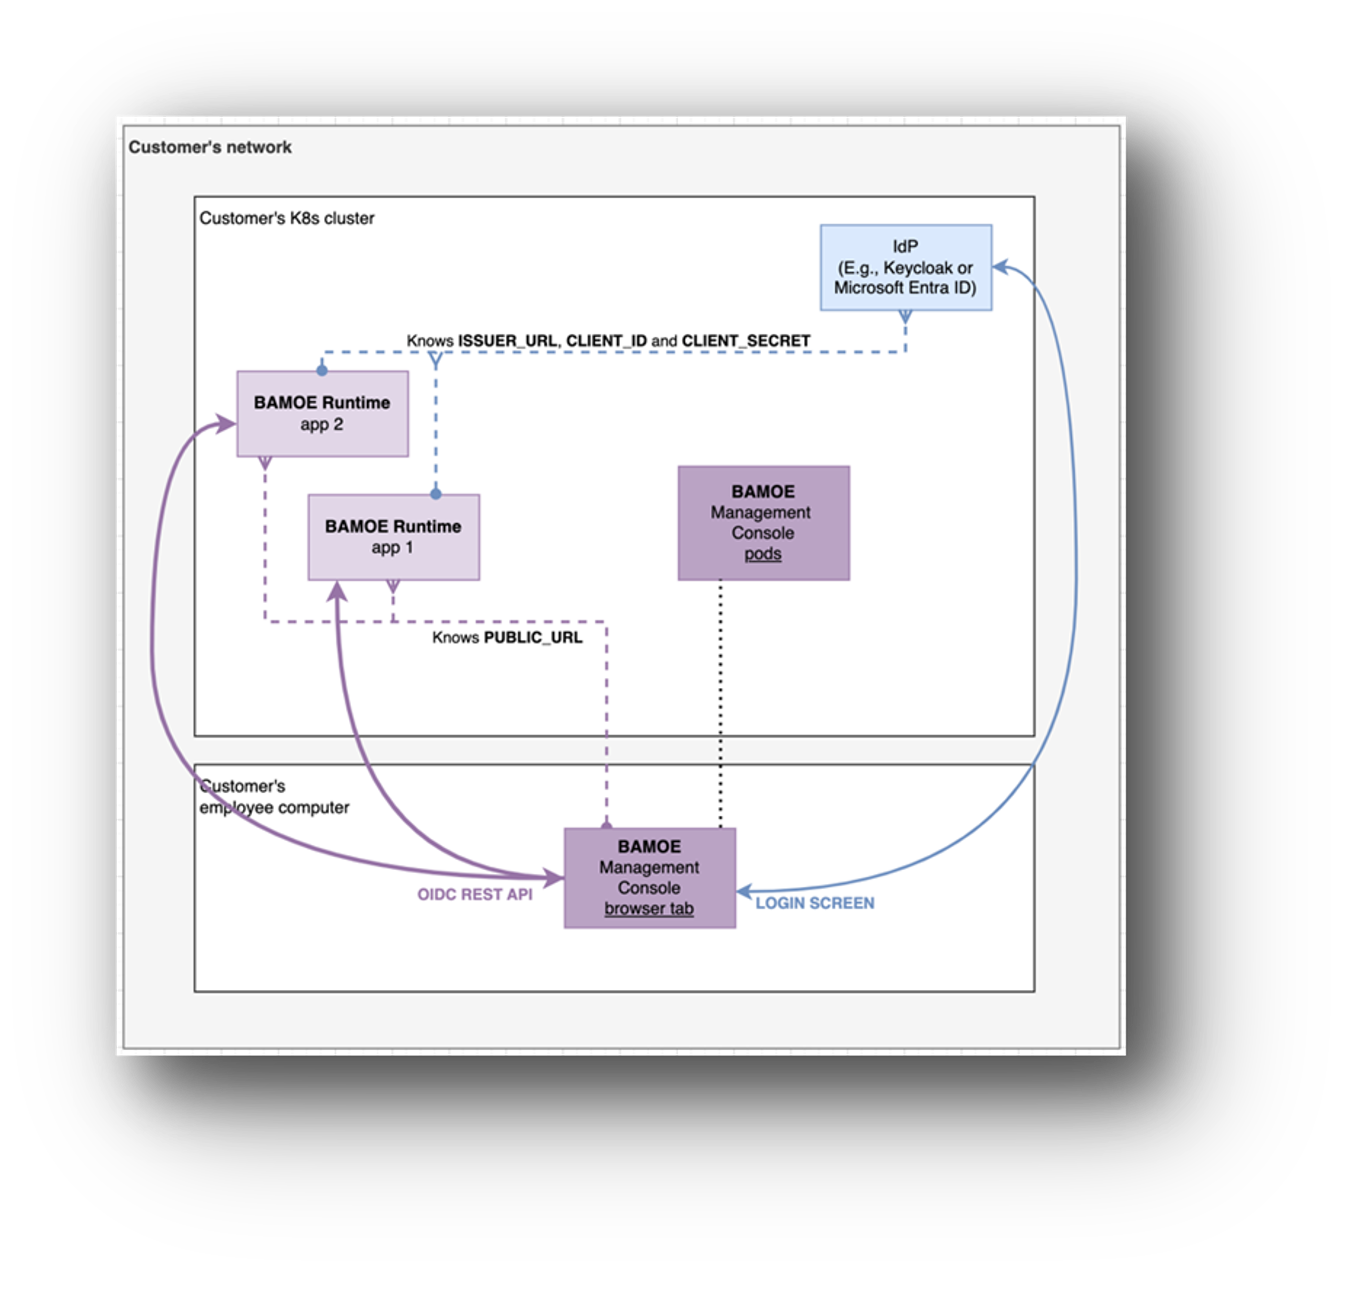 Customer's network
Customer's K8s cluster
IdP
(E.g., Keycloak or
Microsoft Entra ID)
Knows ISSUER_URL, CLIENT_ID and CLIENT_SECRET
BAMOE Runtime
app 2
BAMOE
Management
Console
pods
BAMOE Runtime
app 1
Knows PUBLIC_URL
Customer's
employee computer
BAMOE
Management
Console
browser tab
OIDC REST API
LOGIN SCREEN